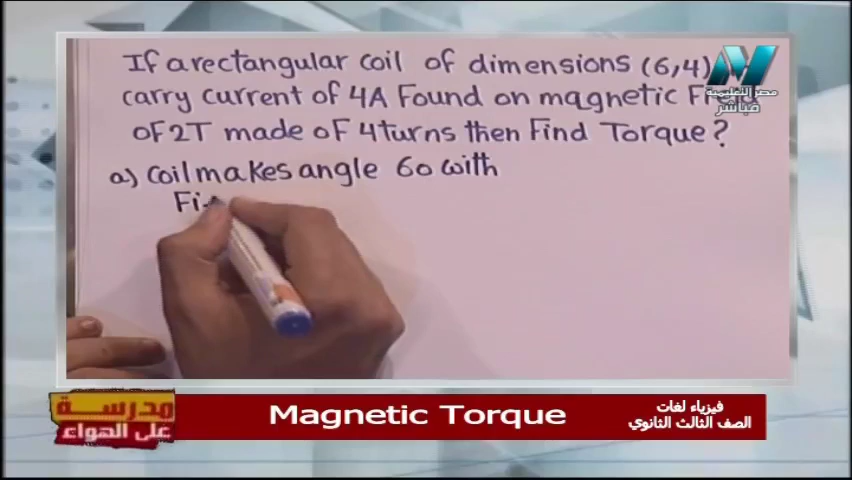 If a rectangular coil of dimensions (6,4)
carry current of 4A Found on magnetic Field
of 2T made of 4 turns then Find Torque?
a) Coil makes angle 60 with
Fi
مصر التعليمية
مباشر
مدرسة
على الهواء
Magnetic Torque
فيزياء لغات
الصف الثالث الثانوي